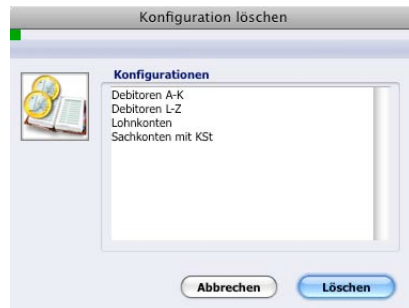 Konfiguration löschen
Konfigurationen
Debitoren A-K
Debitoren L-Z
Lohnkonten
Sachkonten mit KSt
Abbrechen
Löschen